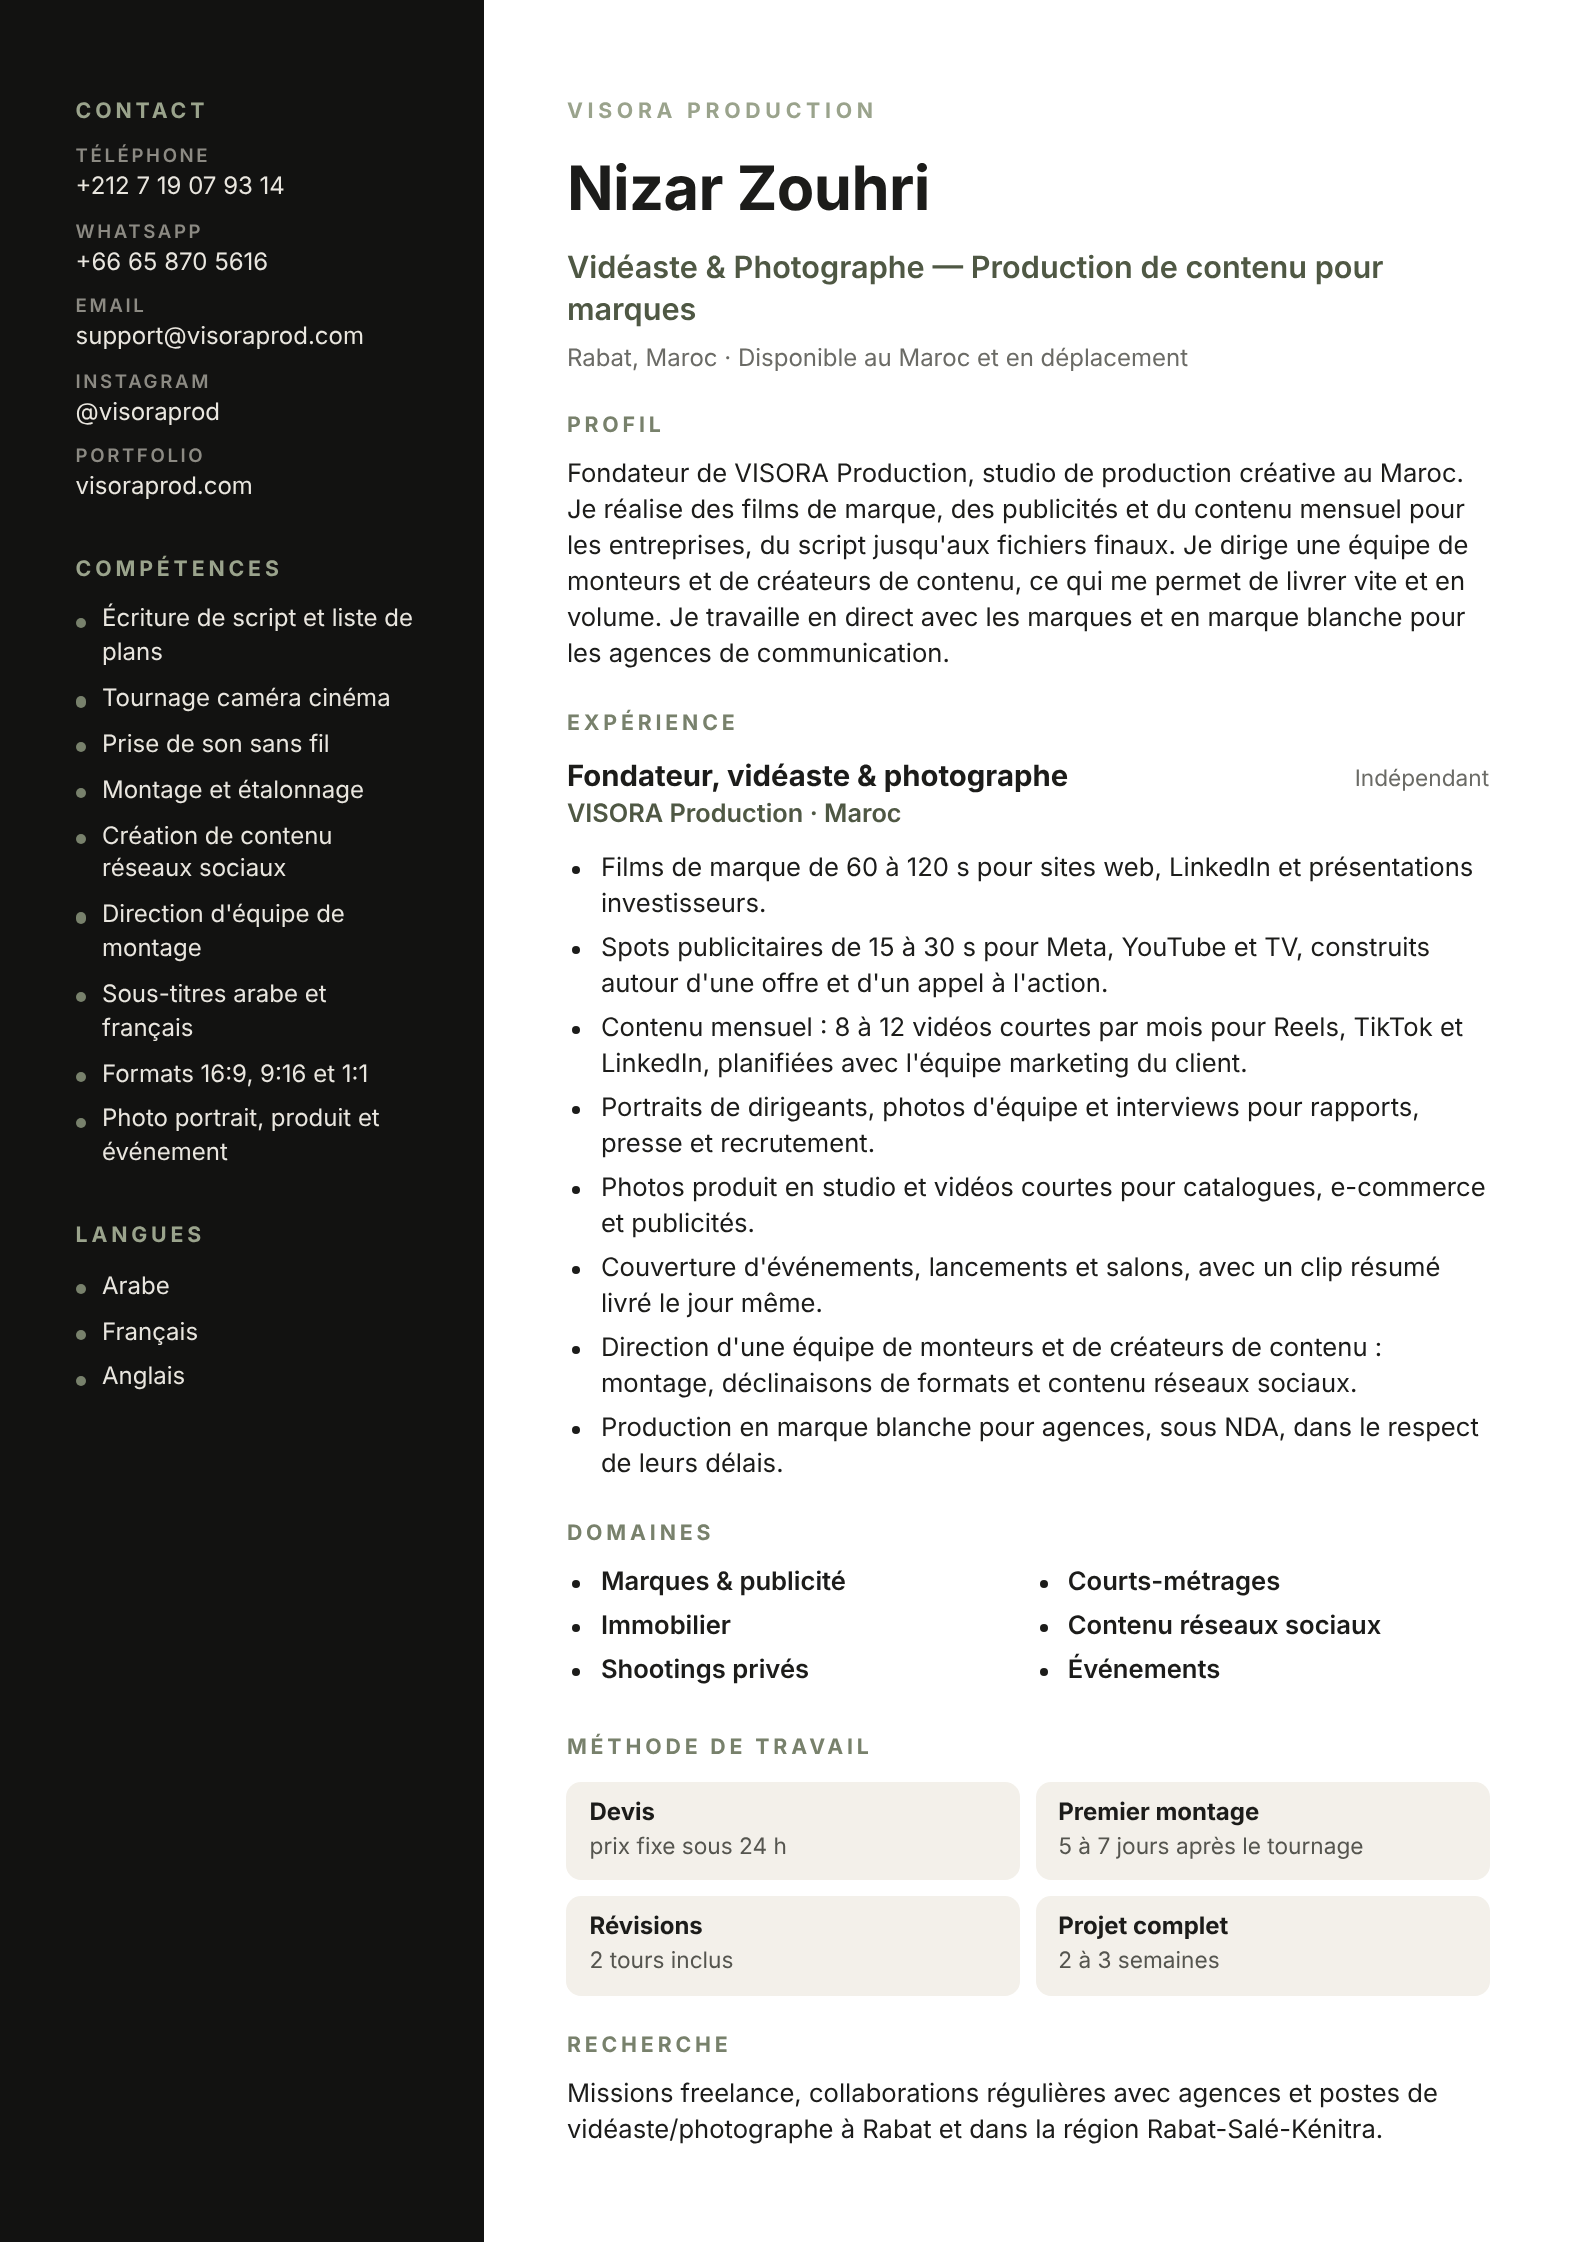 CONTACT
TÉLÉPHONE
+212 7 19 07 93 14
WHATSAPP
+66 65 870 5616
EMAIL
support@visoraprod.com
INSTAGRAM
@visoraprod
PORTFOLIO
visoraprod.com
COMPÉTENCES
Écriture de script et liste de
plans
Tournage caméra cinéma
Prise de son sans fil
Montage et étalonnage
Création de contenu
réseaux sociaux
Direction d'équipe de
montage
Sous-titres arabe et
français
Formats 16:9, 9:16 et 1:1
Photo portrait, produit et
événement
LANGUES
Arabe
Français
Anglais
VISORA PRODUCTION
Nizar Zouhri
Vidéaste & Photographe — Production de contenu pour
marques
Rabat, Maroc · Disponible au Maroc et en déplacement
PROFIL
Fondateur de VISORA Production, studio de production créative au Maroc.
Je réalise des films de marque, des publicités et du contenu mensuel pour
les entreprises, du script jusqu'aux fichiers finaux. Je dirige une équipe de
monteurs et de créateurs de contenu, ce qui me permet de livrer vite et en
volume. Je travaille en direct avec les marques et en marque blanche pour
les agences de communication.
EXPÉRIENCE
Fondateur, vidéaste & photographe Indépendant
VISORA Production · Maroc
• Films de marque de 60 à 120 s pour sites web, LinkedIn et présentations
investisseurs.
• Spots publicitaires de 15 à 30 s pour Meta, YouTube et TV, construits
autour d'une offre et d'un appel à l'action.
• Contenu mensuel : 8 à 12 vidéos courtes par mois pour Reels, TikTok et
LinkedIn, planifiées avec l'équipe marketing du client.
• Portraits de dirigeants, photos d'équipe et interviews pour rapports,
presse et recrutement.
• Photos produit en studio et vidéos courtes pour catalogues, e-commerce
et publicités.
• Couverture d'événements, lancements et salons, avec un clip résumé
livré le jour même.
• Direction d'une équipe de monteurs et de créateurs de contenu :
montage, déclinaisons de formats et contenu réseaux sociaux.
• Production en marque blanche pour agences, sous NDA, dans le respect
de leurs délais.
DOMAINES
• Marques & publicité
• Immobilier
• Shootings privés
• Courts-métrages
• Contenu réseaux sociaux
• Événements
MÉTHODE DE TRAVAIL
Devis
prix fixe sous 24 h
Premier montage
5 à 7 jours après le tournage
Révisions
2 tours inclus
Projet complet
2 à 3 semaines
RECHERCHE
Missions freelance, collaborations régulières avec agences et postes de
vidéaste/photographe à Rabat et dans la région Rabat-Salé-Kénitra.